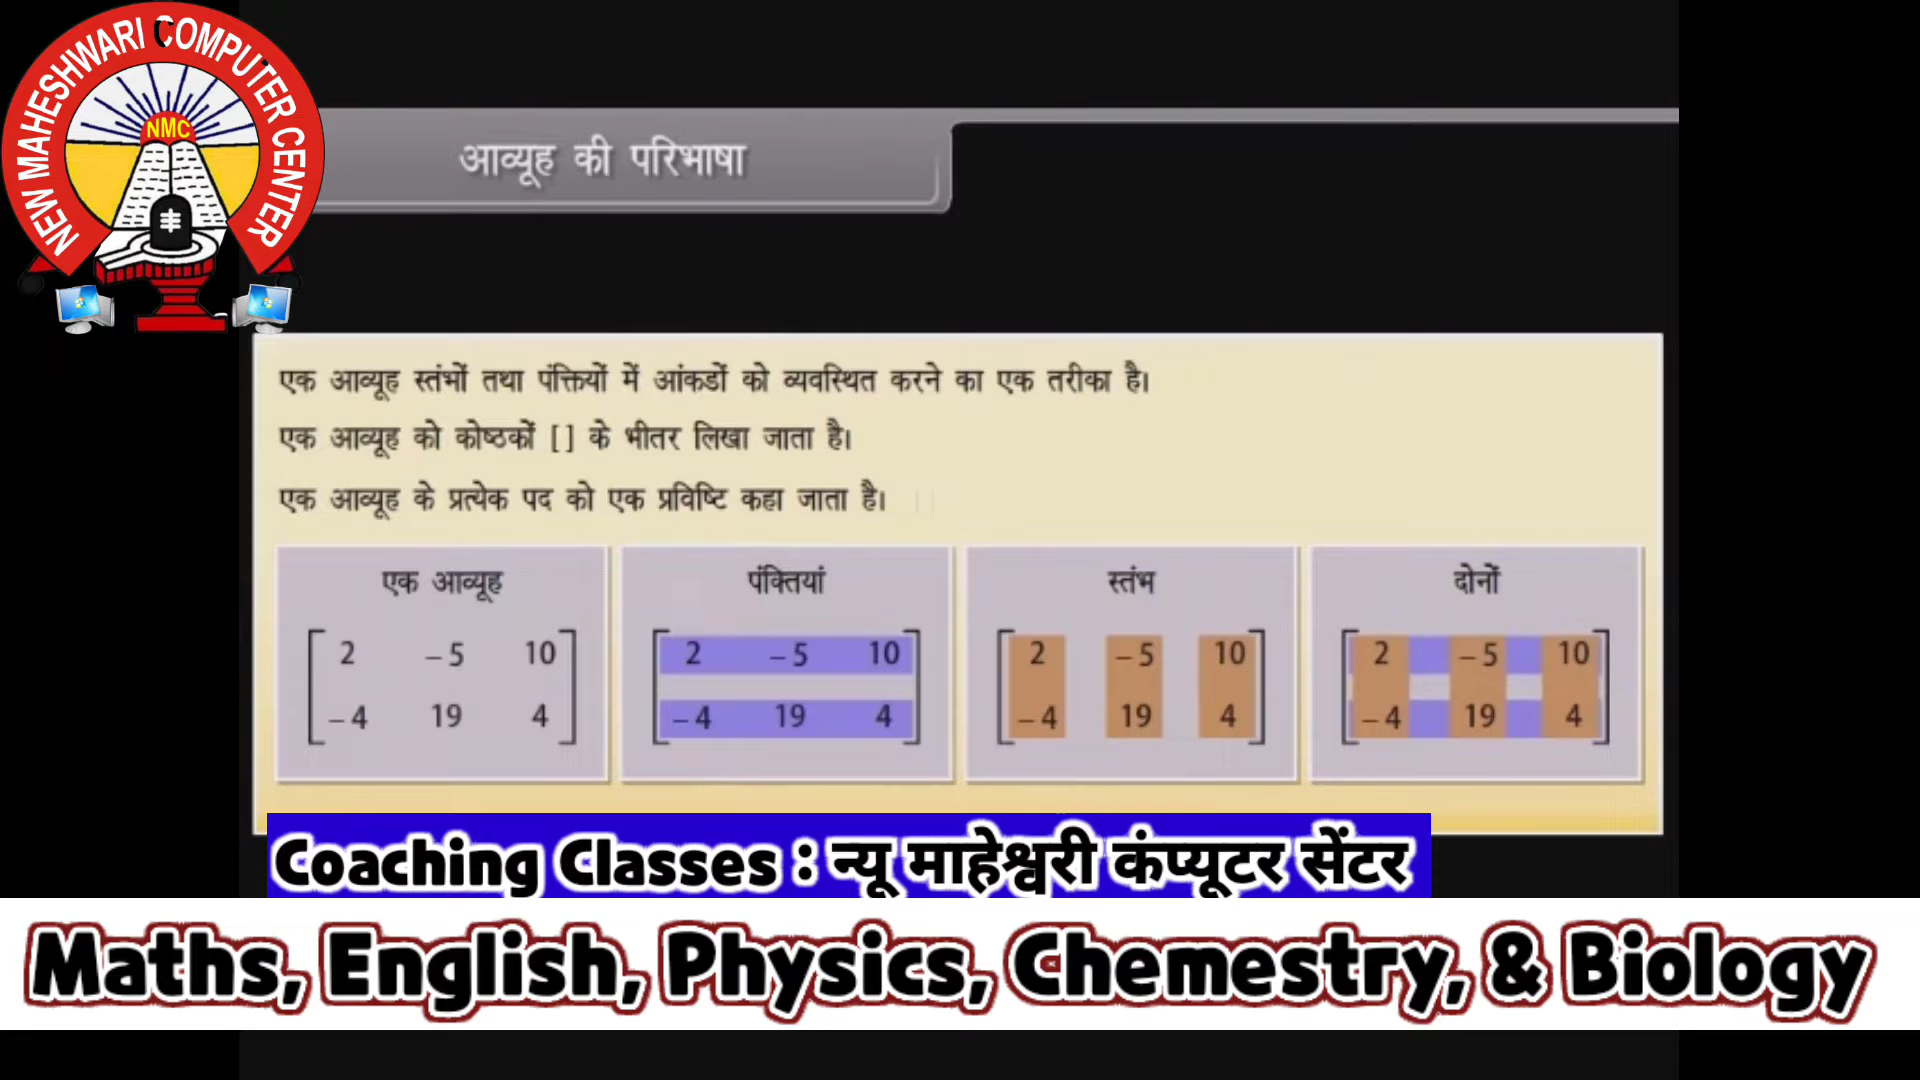 NEW MAHESHWARI COMPUTER CENTER
NMC
आव्यूह की परिभाषा
एक आव्यूह स्तंभों तथा पंक्तियों में आंकडों को व्यवस्थित करने का एक तरीका है।
एक आव्यूह को कोष्ठकों [ ] के भीतर लिखा जाता है।
एक आव्यूह के प्रत्येक पद को एक प्रविष्टि कहा जाता है।
एक आव्यूह
2 – 5 10
– 4 19 4
पंक्तियां
2 – 5 10
– 4 19 4
स्तंभ
2 – 5 10
– 4 19 4
दोनों
2 – 5 10
– 4 19 4
Coaching Classes : न्यू माहेश्वरी कंप्यूटर सेंटर
Maths, English, Physics, Chemestry, & Biology